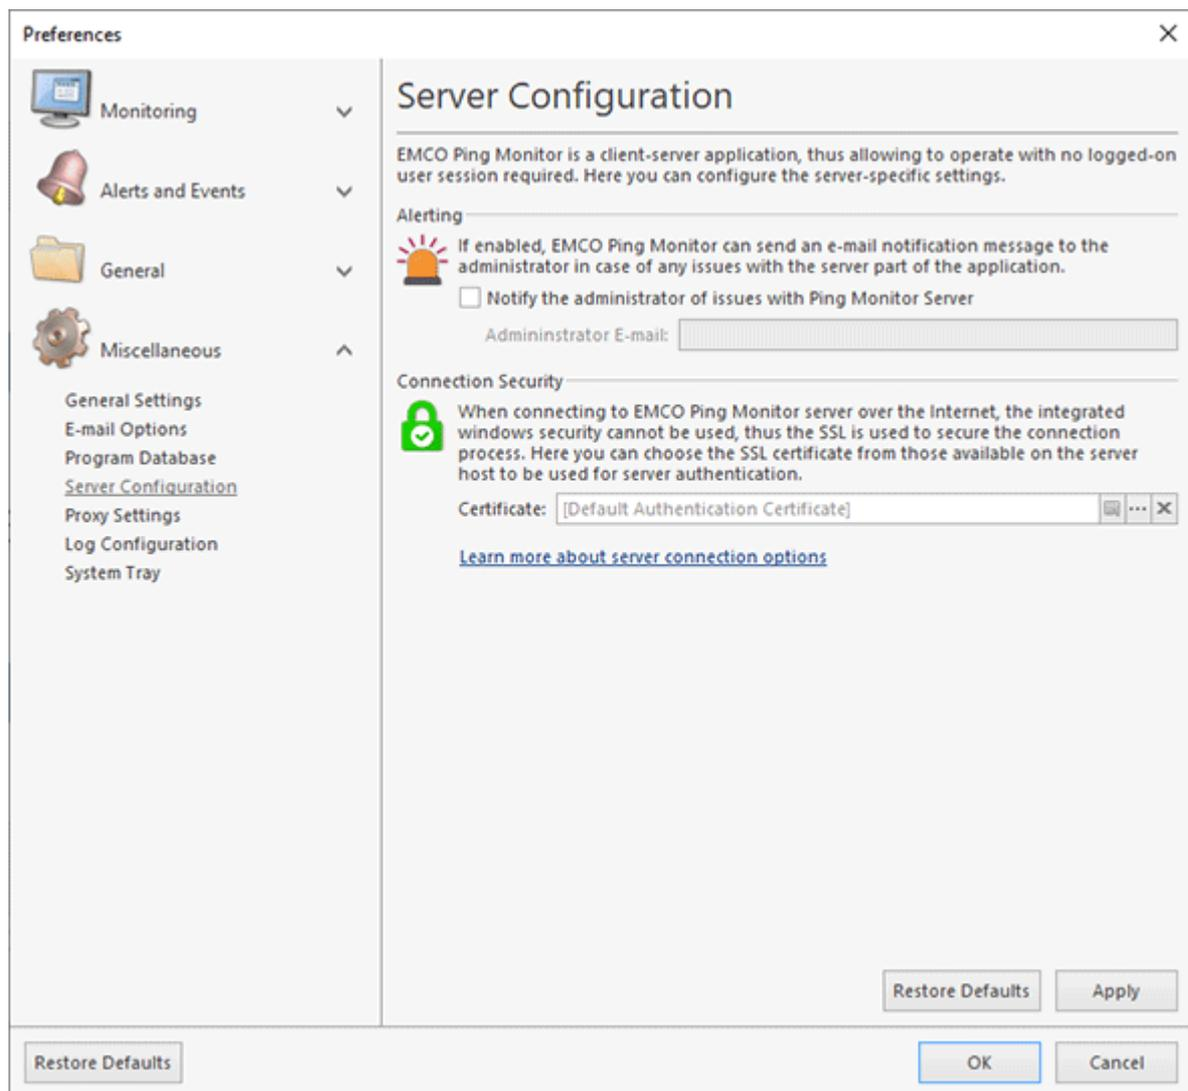 Preferences
Monitoring
Alerts and Events
General
Miscellaneous
General Settings
E-mail Options
Program Database
Server Configuration
Proxy Settings
Log Configuration
System Tray
Server Configuration
EMCO Ping Monitor is a client-server application, thus allowing to operate with no logged-on
user session required. Here you can configure the server-specific settings.
Alerting
If enabled, EMCO Ping Monitor can send an e-mail notification message to the
administrator in case of any issues with the server part of the application.
Notify the administrator of issues with Ping Monitor Server
Admininstrator E-mail:
Connection Security
When connecting to EMCO Ping Monitor server over the Internet, the integrated
windows security cannot be used, thus the SSL is used to secure the connection
process. Here you can choose the SSL certificate from those available on the server
host to be used for server authentication.
Certificate: [Default Authentication Certificate]
Learn more about server connection options
Restore Defaults Apply
Restore Defaults OK Cancel